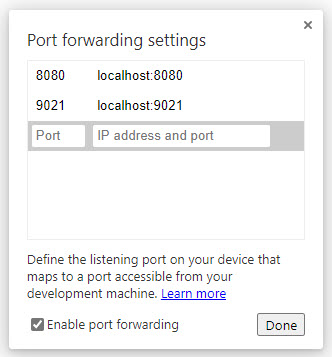 Port forwarding settings
8080 localhost:8080
9021 localhost:9021
Port IP address and port
Define the listening port on your device that
maps to a port accessible from your
development machine. Learn more
Enable port forwarding Done